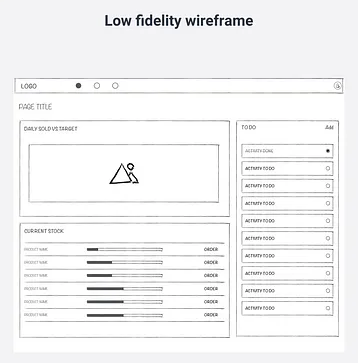 Low fidelity wireframe
LOGO
PAGE TITLE
DAILY SOLD VS TARGET
TO DO Add
ACTIVITY DONE
ACTIVITY TO DO
ACTIVITY TO DO
ACTIVITY TO DO
ACTIVITY TO DO
ACTIVITY TO DO
ACTIVITY TO DO
ACTIVITY TO DO
ACTIVITY TO DO
ACTIVITY TO DO
CURRENT STOCK
PRODUCT NAME ORDER
PRODUCT NAME ORDER
PRODUCT NAME ORDER
PRODUCT NAME ORDER
PRODUCT NAME ORDER
PRODUCT NAME ORDER